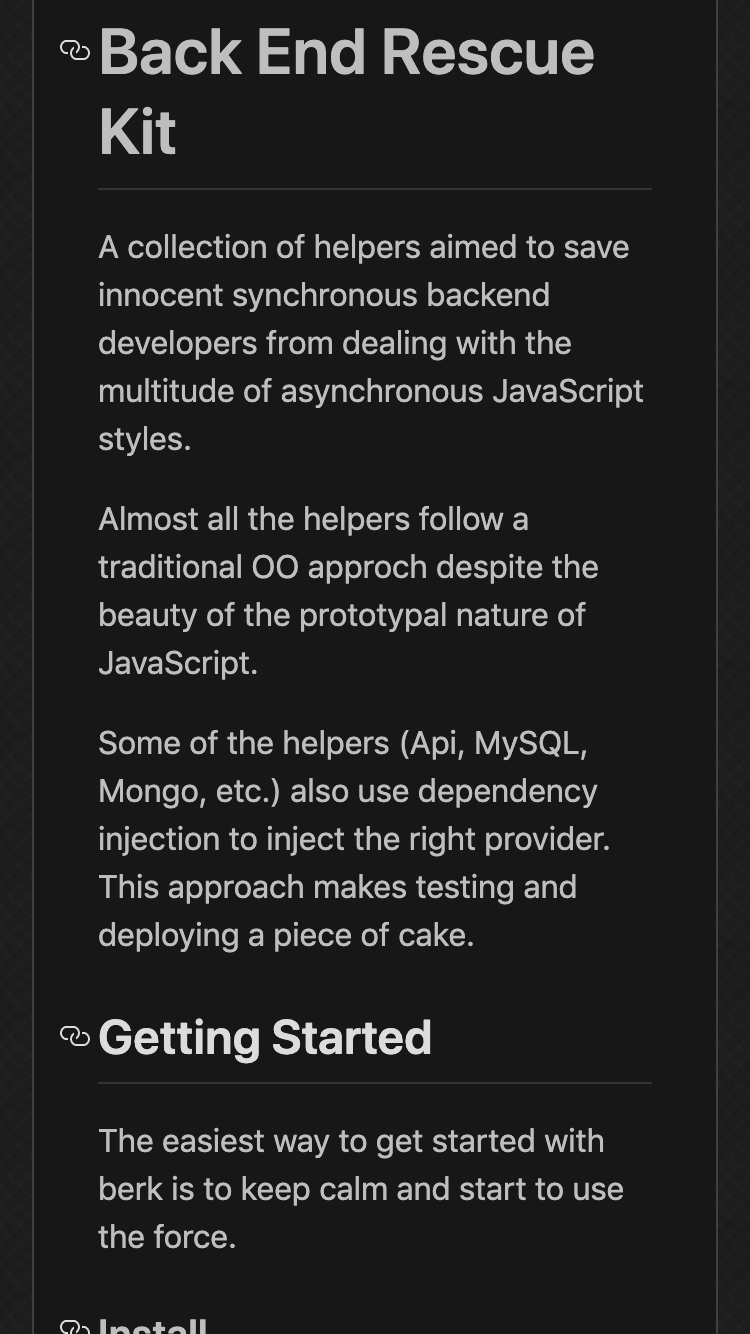 Back End Rescue
Kit
A collection of helpers aimed to save
innocent synchronous backend
developers from dealing with the
multitude of asynchronous JavaScript
styles.
Almost all the helpers follow a
traditional OO approch despite the
beauty of the prototypal nature of
JavaScript.
Some of the helpers (Api, MySQL,
Mongo, etc.) also use dependency
injection to inject the right provider.
This approach makes testing and
deploying a piece of cake.
Getting Started
The easiest way to get started with
berk is to keep calm and start to use
the force.
Install